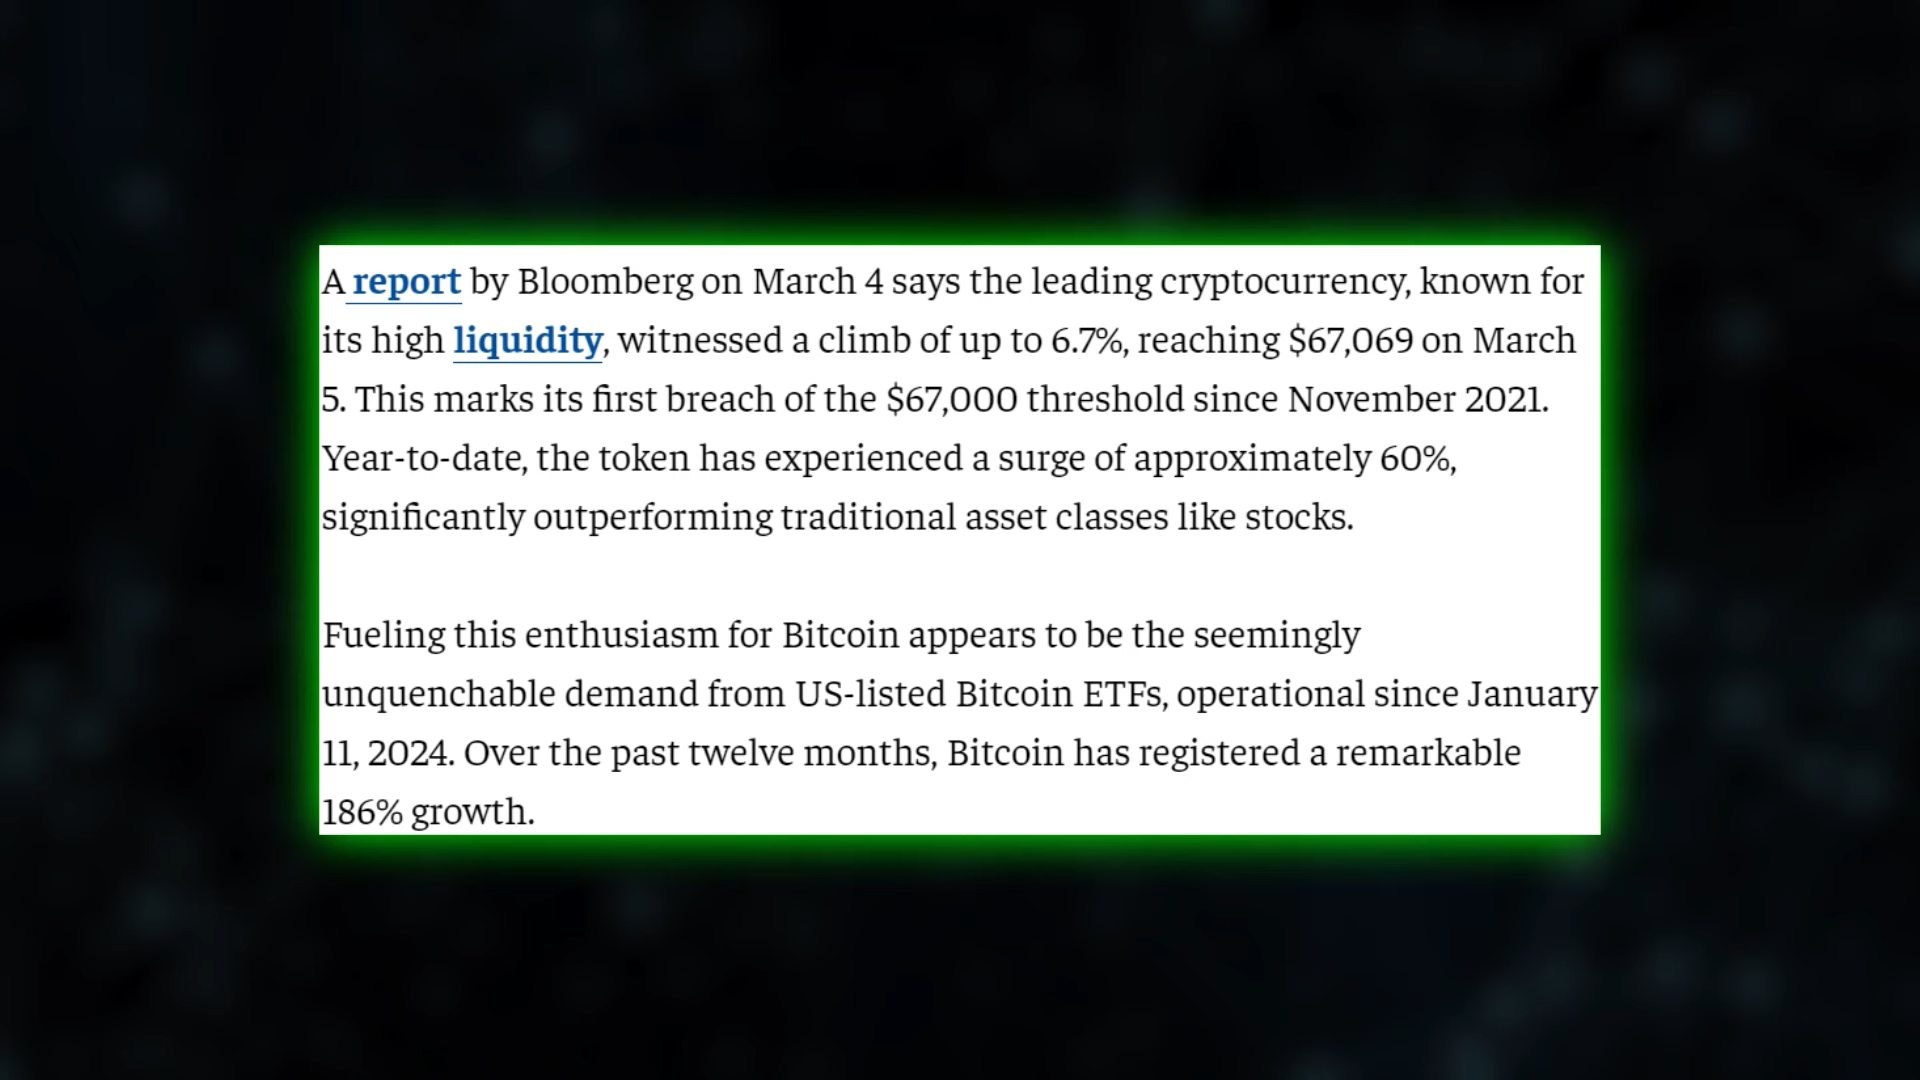 A report by Bloomberg on March 4 says the leading cryptocurrency, known for
its high liquidity, witnessed a climb of up to 6.7%, reaching $67,069 on March
5. This marks its first breach of the $67,000 threshold since November 2021.
Year-to-date, the token has experienced a surge of approximately 60%,
significantly outperforming traditional asset classes like stocks.
Fueling this enthusiasm for Bitcoin appears to be the seemingly
unquenchable demand from US-listed Bitcoin ETFs, operational since January
11, 2024. Over the past twelve months, Bitcoin has registered a remarkable
186% growth.